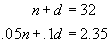 n + d = 32
.05n + .1d = 2.35